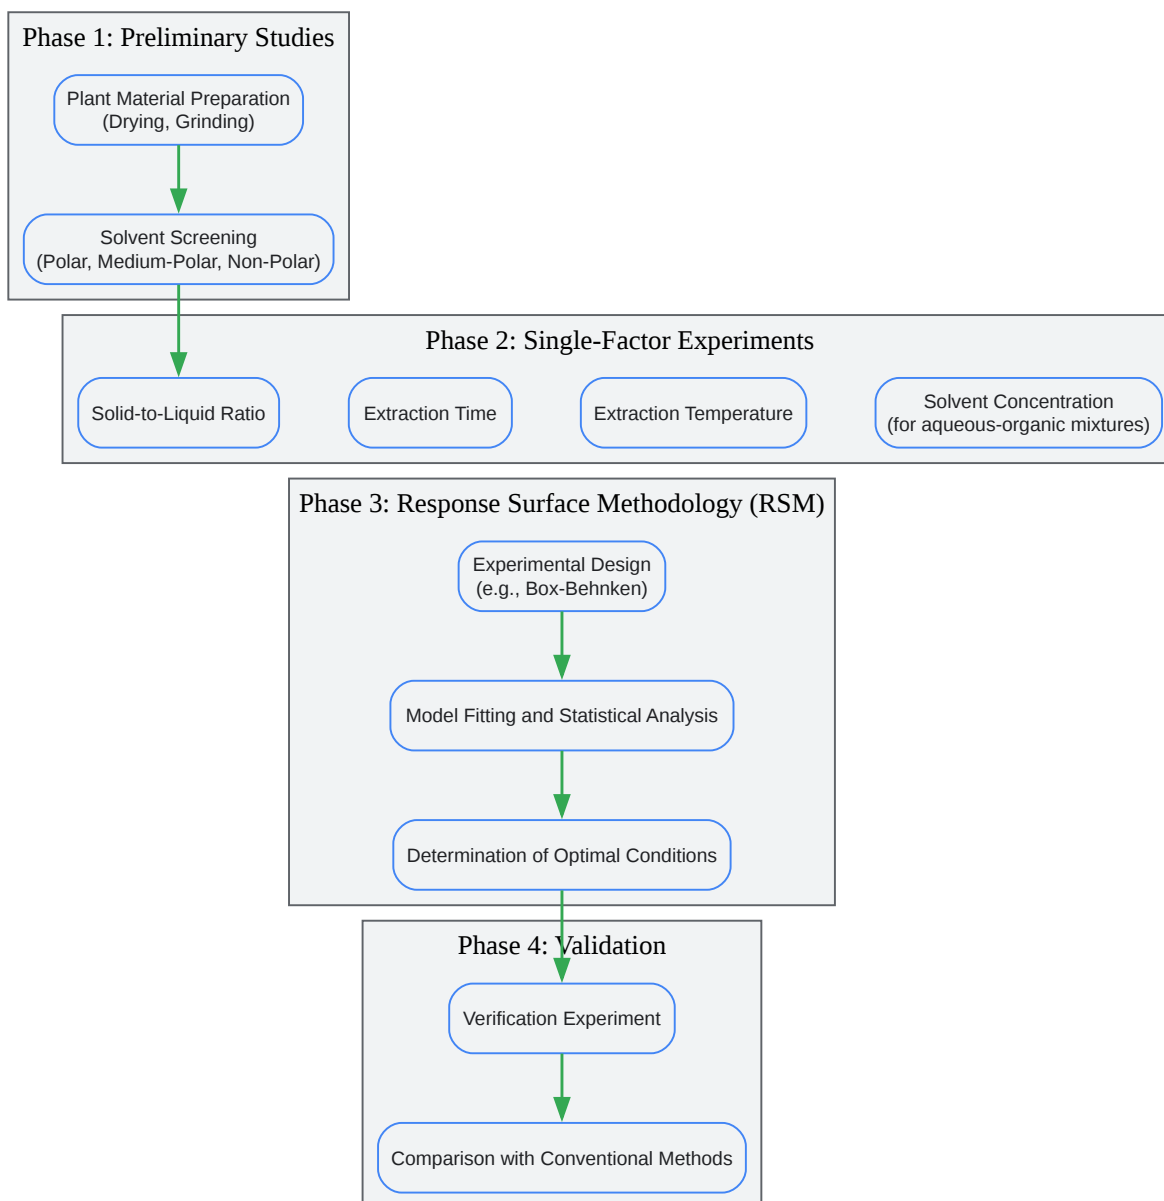 Phase 1: Preliminary Studies
Plant Material Preparation
(Drying, Grinding)
Solvent Screening
(Polar, Medium-Polar, Non-Polar)
Phase 2: Single-Factor Experiments
Solid-to-Liquid Ratio
Extraction Time
Extraction Temperature
Solvent Concentration
(for aqueous-organic mixtures)
Phase 3: Response Surface Methodology (RSM)
Experimental Design
(e.g., Box-Behnken)
Model Fitting and Statistical Analysis
Determination of Optimal Conditions
Phase 4: Validation
Verification Experiment
Comparison with Conventional Methods